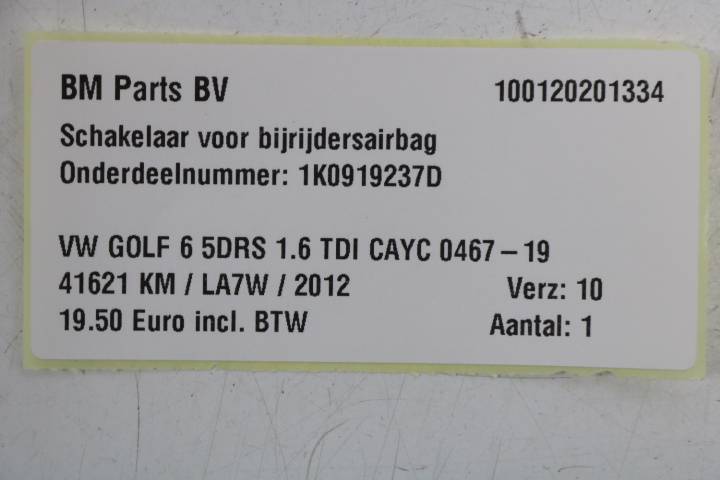 BM Parts BV 100120201334
Schakelaar voor bijrijdersairbag
Onderdeelnummer: 1K0919237D
VW GOLF 6 5DRS 1.6 TDI CAYC 0467 – 19
41621 KM / LA7W / 2012 Verz: 10
19.50 Euro incl. BTW Aantal: 1